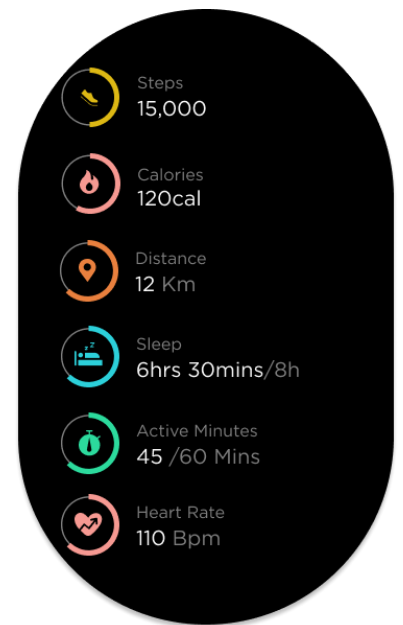 Steps
15,000
Calories
120cal
Distance
12 Km
z z
Sleep
6hrs 30mins/8h
Active Minutes
45 /60 Mins
Heart Rate
110 Bpm